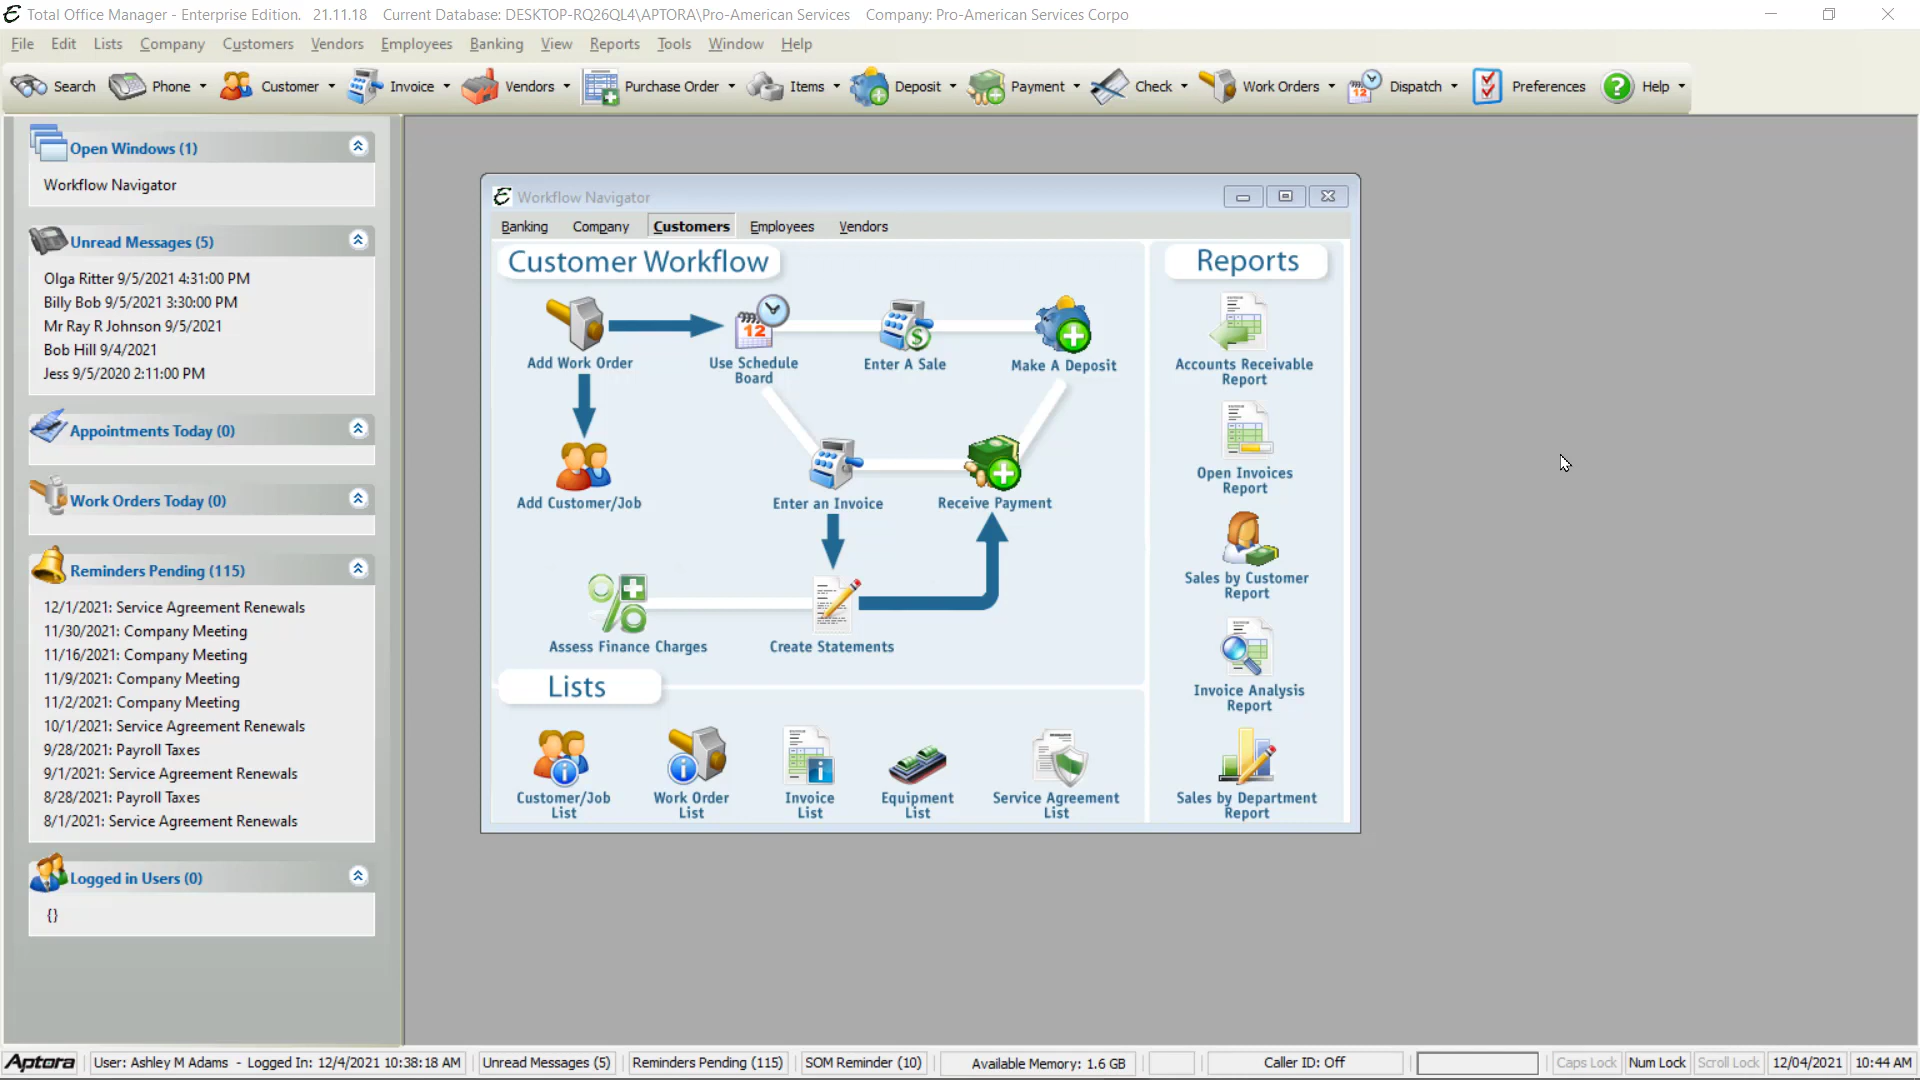 Total Office Manager - Enterprise Edition. 21.11.18 Current Database: DESKTOP-RQ26QL4\APTORA\Pro-American Services Company: Pro-American Services Corpo
File Edit Lists Company Customers Vendors Employees Banking View Reports Tools Window Help
Search Phone Customer Invoice Vendors Purchase Order Items Deposit Payment Check Work Orders Dispatch Preferences Help
Open Windows (1)
Workflow Navigator
Unread Messages (5)
Olga Ritter 9/5/2021 4:31:00 PM
Billy Bob 9/5/2021 3:30:00 PM
Mr Ray R Johnson 9/5/2021
Bob Hill 9/4/2021
Jess 9/5/2020 2:11:00 PM
Appointments Today (0)
Work Orders Today (0)
Reminders Pending (115)
12/1/2021: Service Agreement Renewals
11/30/2021: Company Meeting
11/16/2021: Company Meeting
11/9/2021: Company Meeting
11/2/2021: Company Meeting
10/1/2021: Service Agreement Renewals
9/28/2021: Payroll Taxes
9/1/2021: Service Agreement Renewals
8/28/2021: Payroll Taxes
8/1/2021: Service Agreement Renewals
Logged in Users (0)
{}
Workflow Navigator
Banking Company Customers Employees Vendors
Customer Workflow
Add Work Order
Use Schedule
Board
Enter A Sale
Make A Deposit
Add Customer/Job
Enter an Invoice
Receive Payment
Assess Finance Charges
Create Statements
Lists
Customer/Job
List
Work Order
List
Invoice
List
Equipment
List
Service Agreement
List
Reports
Accounts Receivable
Report
Open Invoices
Report
Sales by Customer
Report
Invoice Analysis
Report
Sales by Department
Report
Aptora User: Ashley M Adams - Logged In: 12/4/2021 10:38:18 AM Unread Messages (5) Reminders Pending (115) SOM Reminder (10) Available Memory: 1.6 GB Caller ID: Off Caps Lock Num Lock Scroll Lock 12/04/2021 10:44 AM